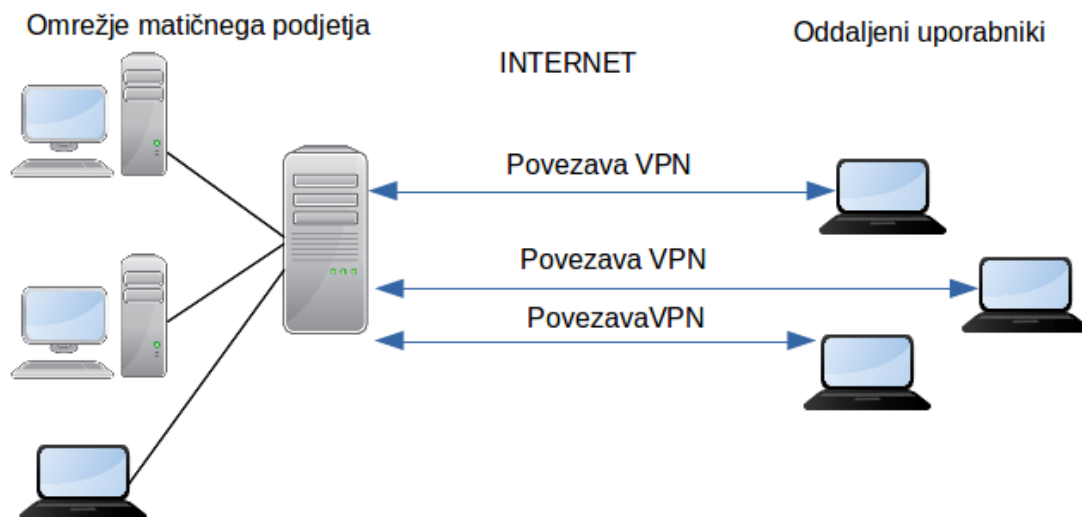 Omrežje matičnega podjetja
Oddaljeni uporabniki
INTERNET
Povezava VPN
Povezava VPN
PovezavaVPN